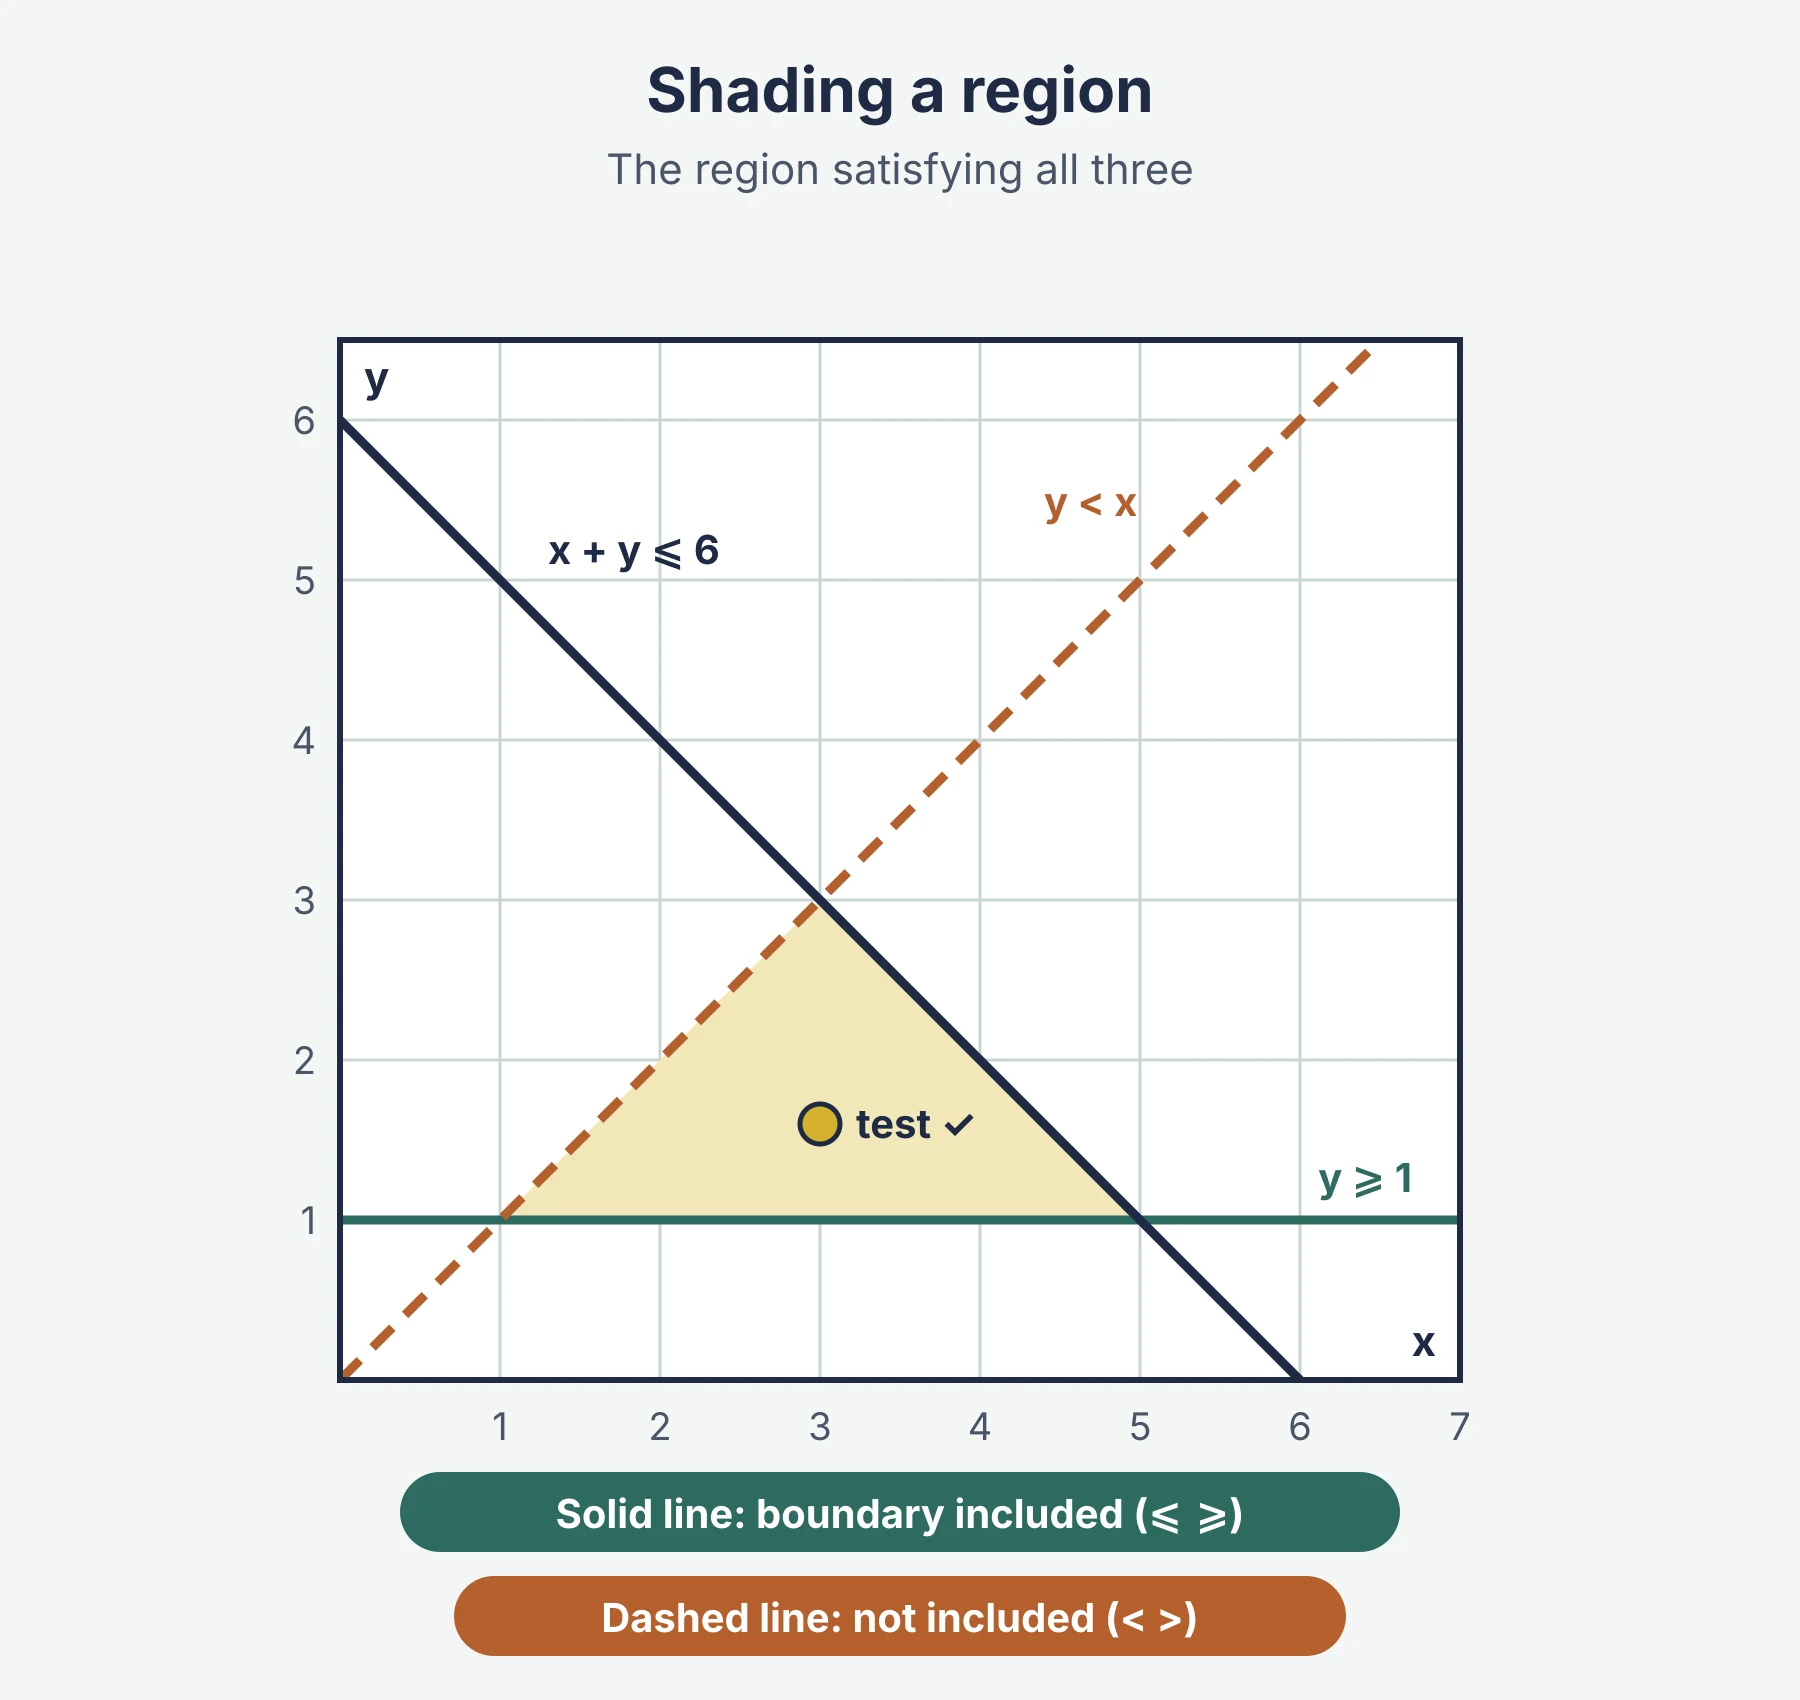 Shading a region
The region satisfying all three
y
6
y < x
x + y ⩽ 6
5
4
3
2
test ✓
y ⩾ 1
1
x
1 2 3 4 5 6 7
Solid line: boundary included (⩽ ⩾)
Dashed line: not included (< >)